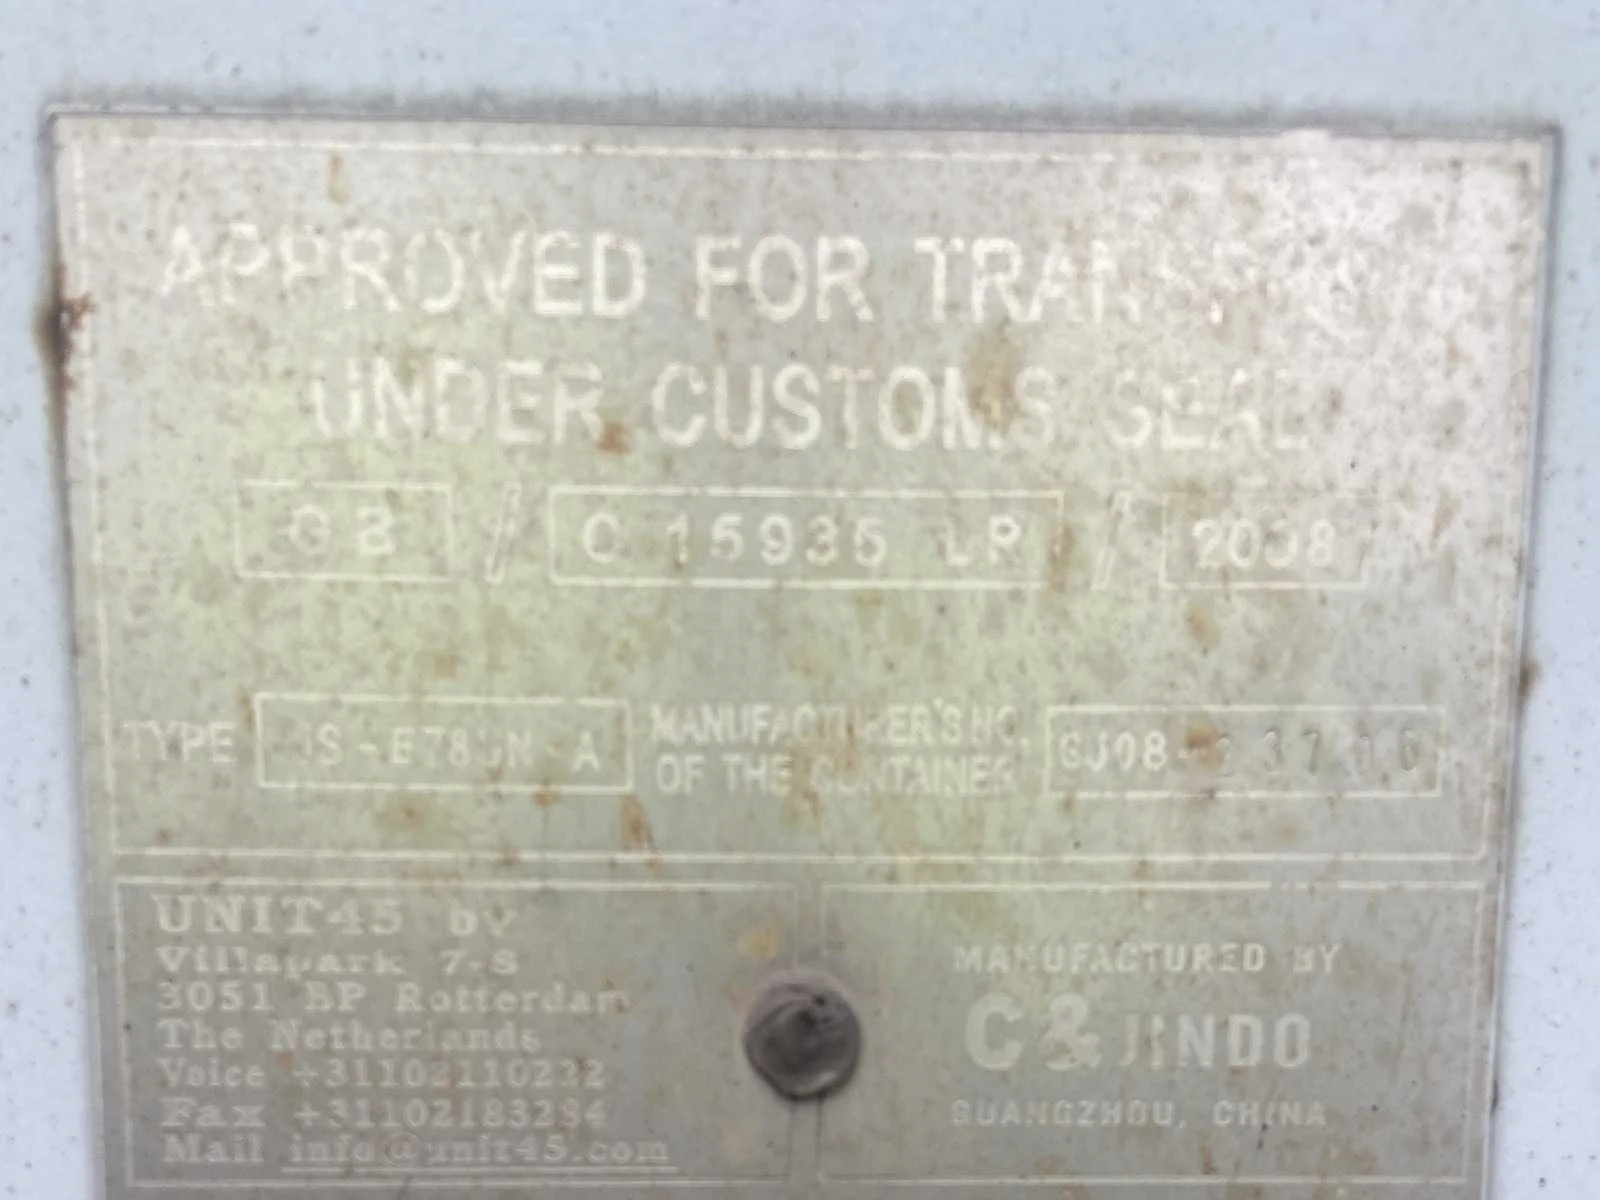 APPROVED FOR TRANSPORT
UNDER CUSTOMS SEAL
GB / C 15935 LR / 2008
TYPE MANUFACTURER'S NO.
OF THE CONTAINER
UNIT45 bv
Villapark 7-S
3051 BP Rotterdam
The Netherlands
Voice +31102110222
Fax +31102183284
Mail info@unit45.com
MANUFACTURED BY
C&JINDO
GUANGZHOU, CHINA